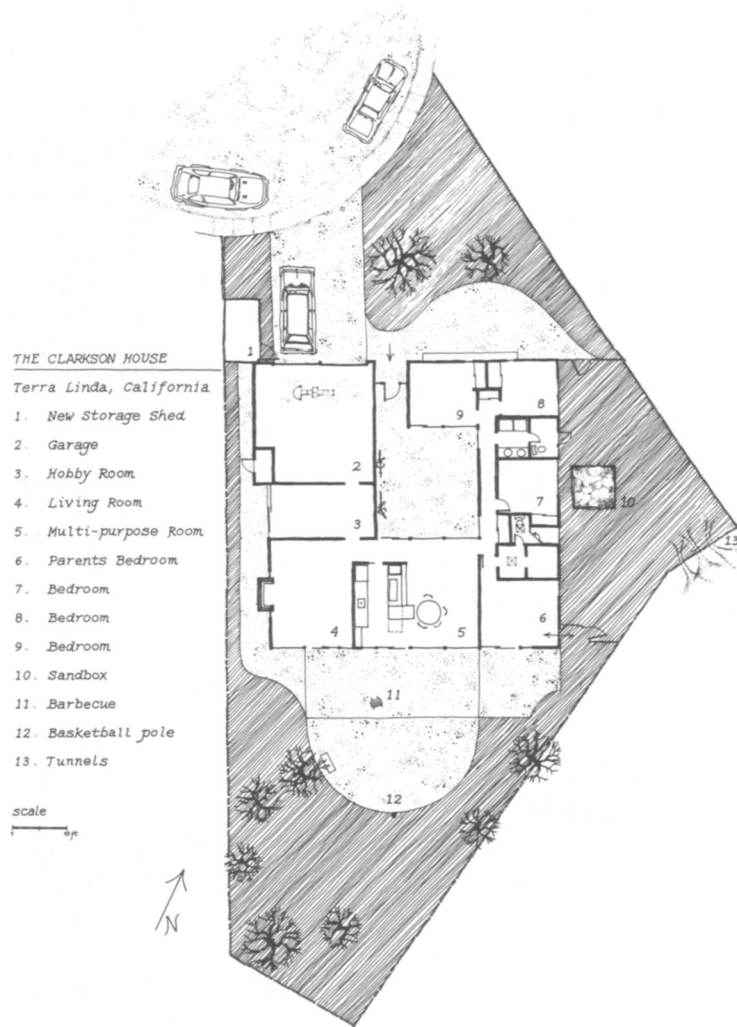 THE CLARKSON HOUSE
Terra Linda, California
1. New Storage Shed
2. Garage
3. Hobby Room
4. Living Room
5. Multi-purpose Room
6. Parents Bedroom
7. Bedroom
8. Bedroom
9. Bedroom
10. Sandbox
11. Barbecue
12. Basketball pole
13. Tunnels
scale
N
1
2
3
4
5
6
7
8
9
10
11
12
13